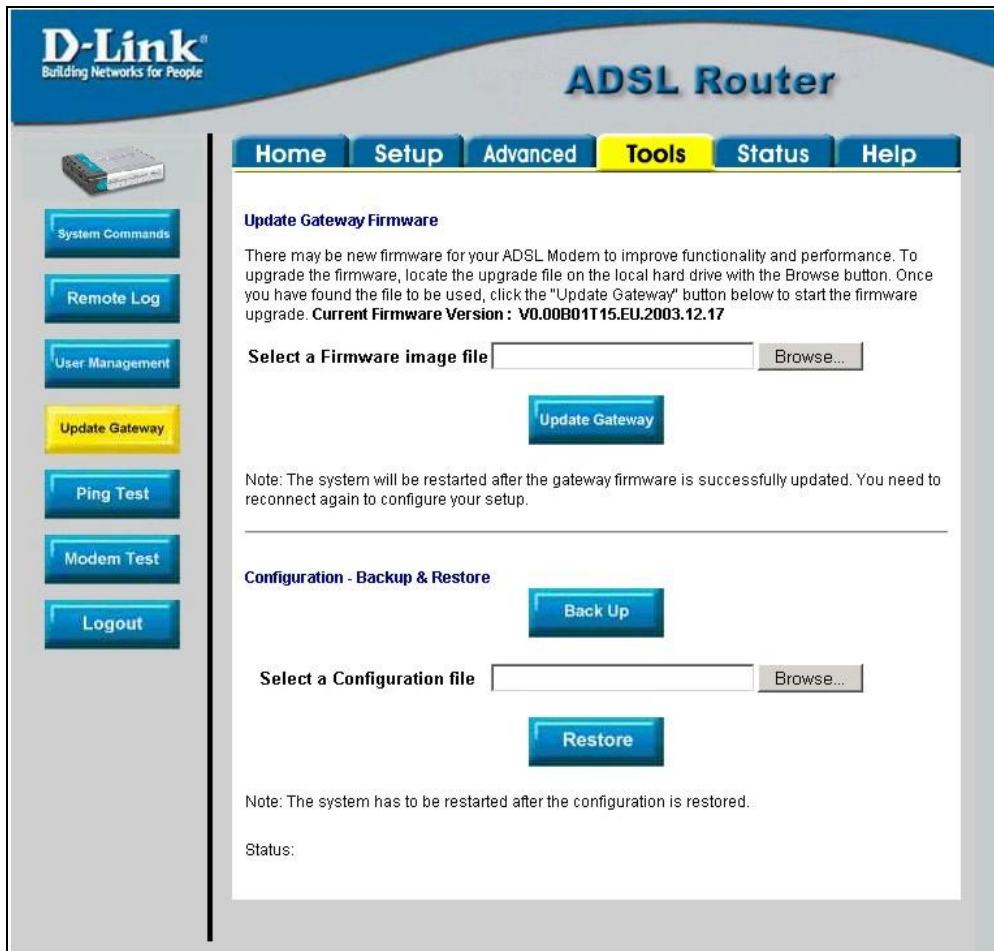 D-Link®
Building Networks for People
ADSL Router
Home
Setup
Advanced
Tools
Status
Help
System Commands
Remote Log
User Management
Update Gateway
Ping Test
Modem Test
Logout
Update Gateway Firmware
There may be new firmware for your ADSL Modem to improve functionality and performance. To
upgrade the firmware, locate the upgrade file on the local hard drive with the Browse button. Once
you have found the file to be used, click the "Update Gateway" button below to start the firmware
upgrade. Current Firmware Version : V0.00B01T15.EU.2003.12.17
Select a Firmware image file
Browse...
Update Gateway
Note: The system will be restarted after the gateway firmware is successfully updated. You need to
reconnect again to configure your setup.
Configuration - Backup & Restore
Back Up
Select a Configuration file
Browse...
Restore
Note: The system has to be restarted after the configuration is restored.
Status: